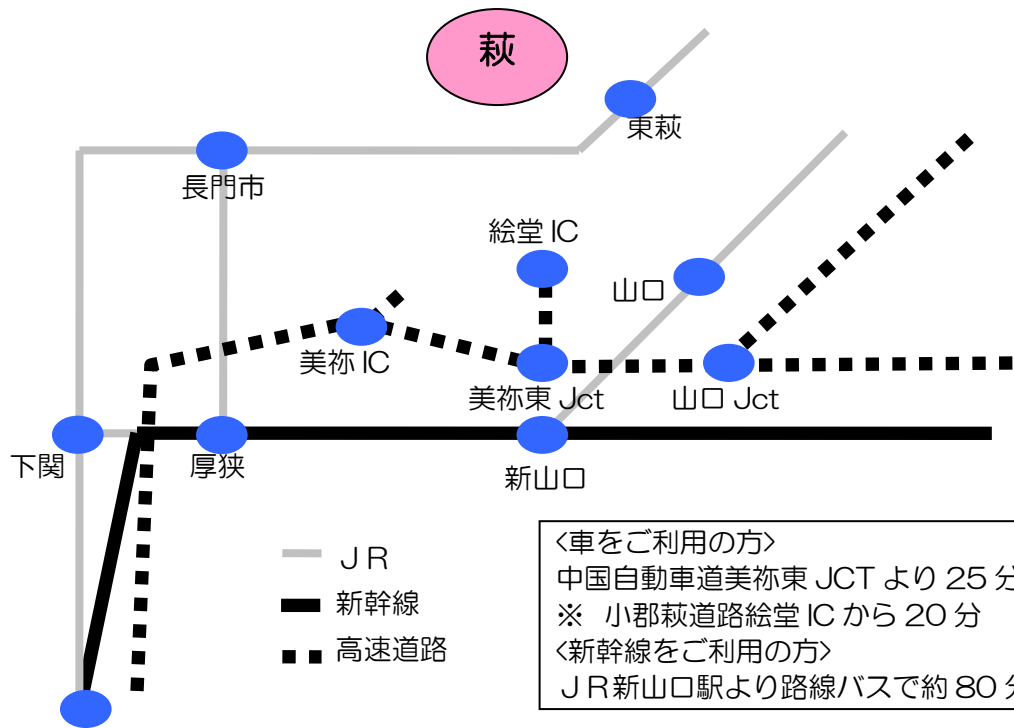 萩
東萩
長門市
絵堂 IC
山口
美祢 IC
美祢東 Jct
山口 Jct
下関
厚狭
新山口
ＪＲ
新幹線
高速道路
<車をご利用の方>
中国自動車道美祢東 JCT より 25 分
※ 小郡萩道路絵堂 IC から 20 分
<新幹線をご利用の方>
ＪＲ新山口駅より路線バスで約 80 分